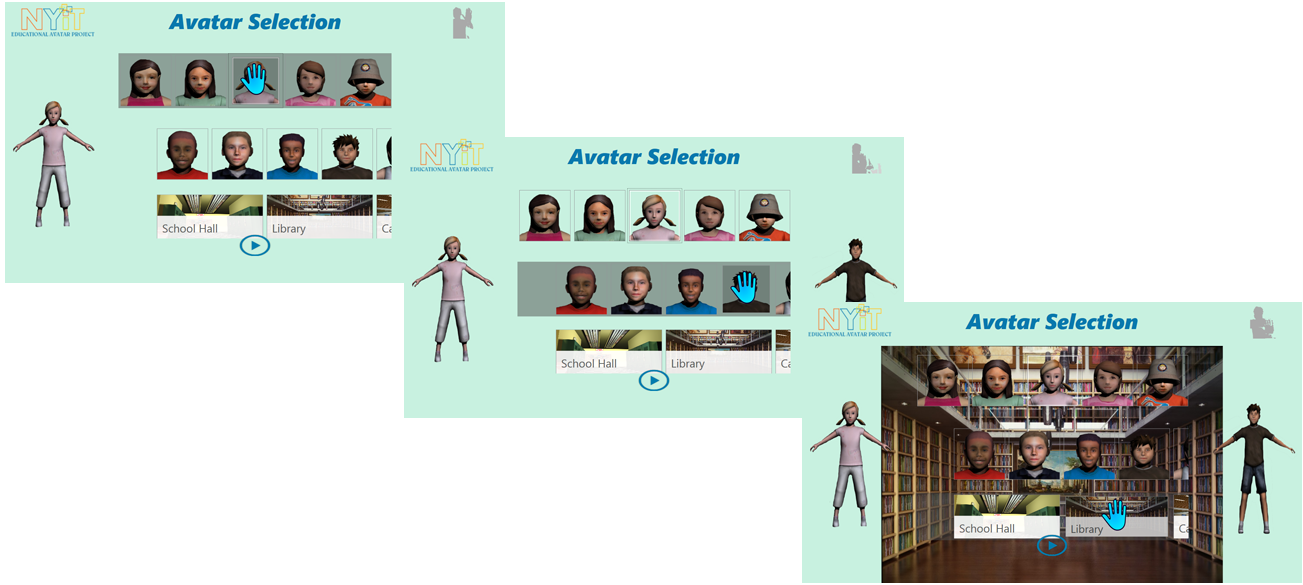 NYiT
EDUCATIONAL AVATAR PROJECT
Avatar Selection
School Hall
Library
Ca
NYiT
EDUCATIONAL AVATAR PROJECT
Avatar Selection
School Hall
Library
Ca
NYiT
EDUCATIONAL AVATAR PROJECT
Avatar Selection
School Hall
Library
Ca